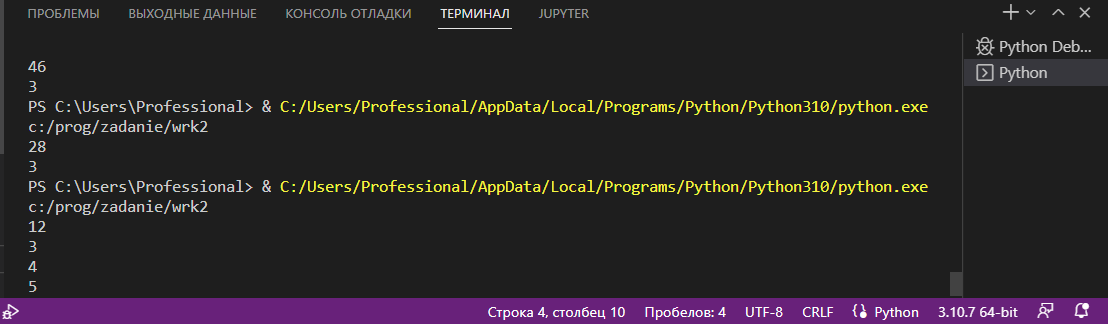 ПРОБЛЕМЫ ВЫХОДНЫЕ ДАННЫЕ КОНСОЛЬ ОТЛАДКИ ТЕРМИНАЛ JUPYTER
Python Deb...
Python
46
3
PS C:\Users\Professional> & C:/Users/Professional/AppData/Local/Programs/Python/Python310/python.exe
c:/prog/zadanie/wrk2
28
3
PS C:\Users\Professional> & C:/Users/Professional/AppData/Local/Programs/Python/Python310/python.exe
c:/prog/zadanie/wrk2
12
3
4
5
Строка 4, столбец 10 Пробелов: 4 UTF-8 CRLF Python 3.10.7 64-bit